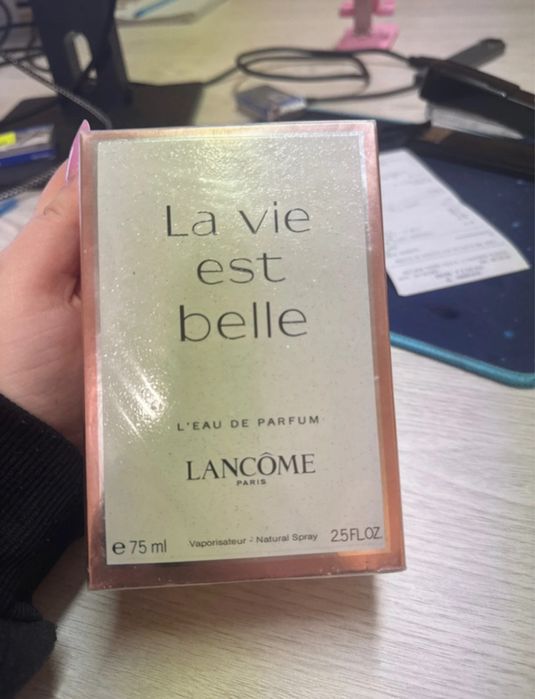 La vie
est
belle
L'EAU DE PARFUM
LANCÔME
PARIS
e 75 ml Vaporisateur - Natural Spray 2.5 FL.OZ.